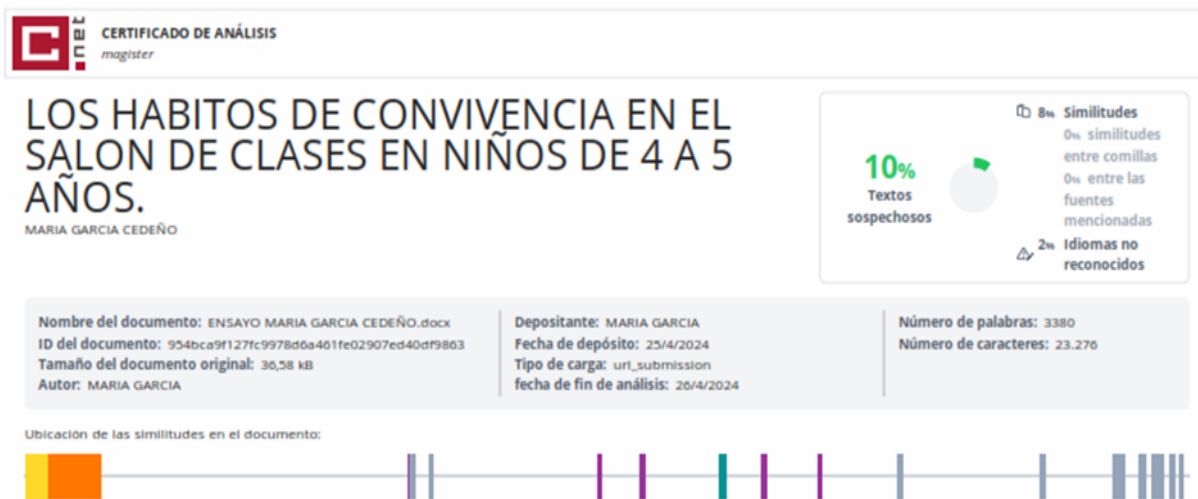 C
.net
CERTIFICADO DE ANÁLISIS
magister
LOS HABITOS DE CONVIVENCIA EN EL
SALON DE CLASES EN NIÑOS DE 4 A 5
AÑOS.
MARIA GARCIA CEDEÑO
10%
Textos
sospechosos
8% Similitudes
0% similitudes
entre comillas
0% entre las
fuentes
mencionadas
2% Idiomas no
reconocidos
Nombre del documento: ENSAYO MARIA GARCIA CEDEÑO.docx
ID del documento: 954bca9f127fc9978d6a461fe02907ed40df9863
Tamaño del documento original: 36,58 kB
Autor: MARIA GARCIA
Depositante: MARIA GARCIA
Fecha de depósito: 25/4/2024
Tipo de carga: url_submission
fecha de fin de análisis: 26/4/2024
Número de palabras: 3380
Número de caracteres: 23.276
Ubicación de las similitudes en el documento: